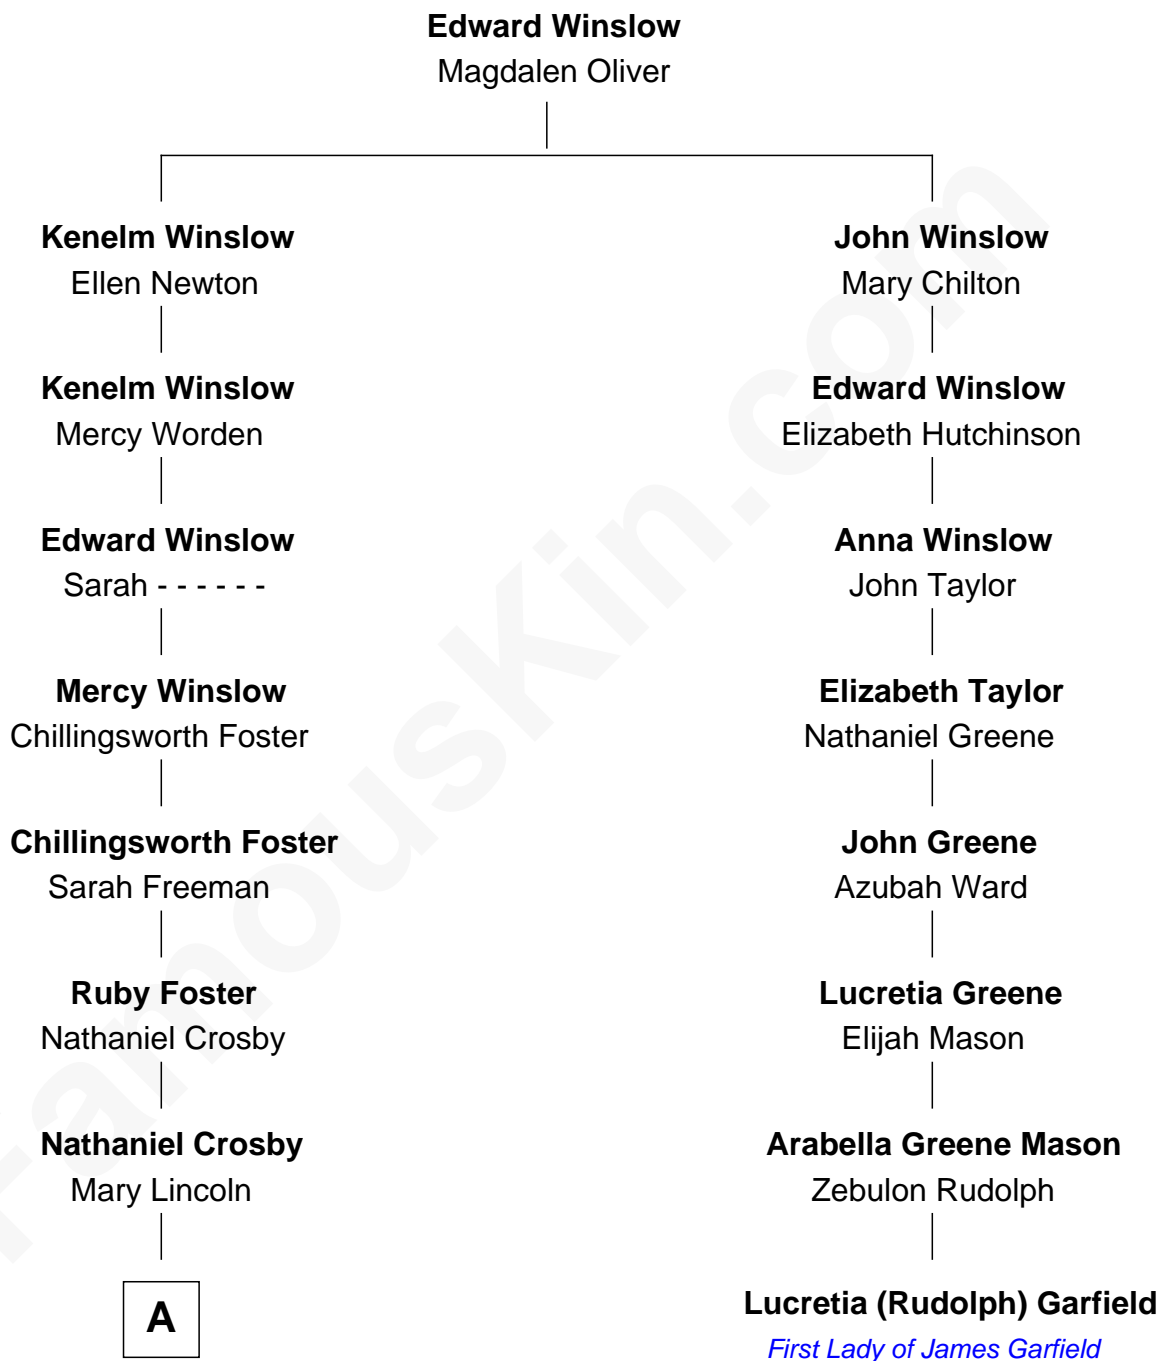 Edward Winslow
Magdalen Oliver
Kenelm Winslow
Ellen Newton
John Winslow
Mary Chilton
Kenelm Winslow
Mercy Worden
Edward Winslow
Elizabeth Hutchinson
Edward Winslow
Sarah - - - - - -
Anna Winslow
John Taylor
Mercy Winslow
Chillingsworth Foster
Elizabeth Taylor
Nathaniel Greene
Chillingsworth Foster
Sarah Freeman
John Greene
Azubah Ward
Ruby Foster
Nathaniel Crosby
Lucretia Greene
Elijah Mason
Nathaniel Crosby
Mary Lincoln
Arabella Greene Mason
Zebulon Rudolph
A
Lucretia (Rudolph) Garfield
First Lady of James Garfield
FamousKin.com